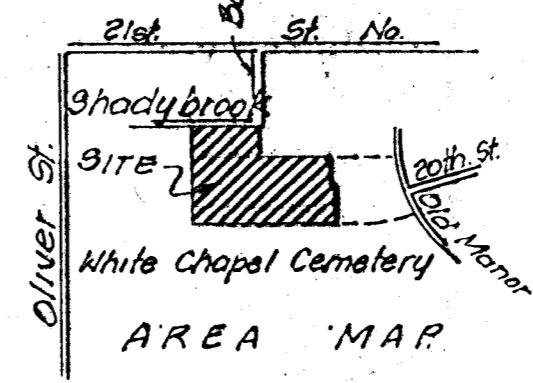 21st. St. No.
Shadybrook
SITE
20th. St.
Old Manor
Oliver St.
White Chapel Cemetery
AREA MAP.